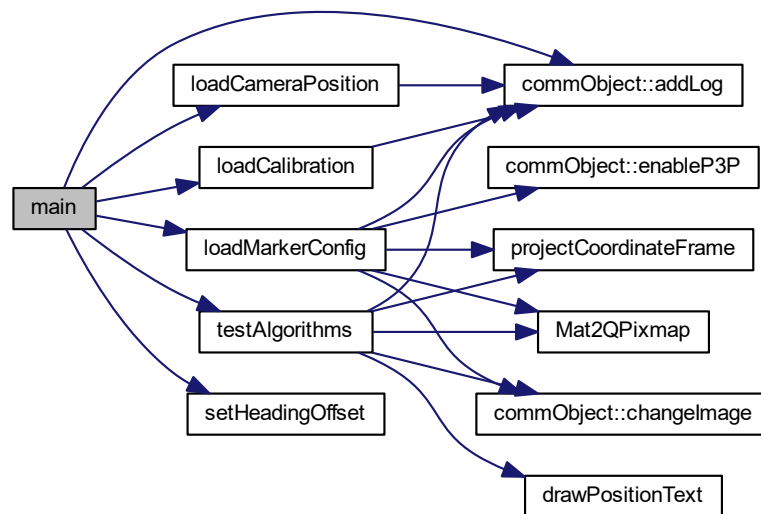 main
loadCameraPosition
loadCalibration
loadMarkerConfig
testAlgorithms
setHeadingOffset
commObject::addLog
commObject::enableP3P
projectCoordinateFrame
Mat2QPixmap
commObject::changeImage
drawPositionText